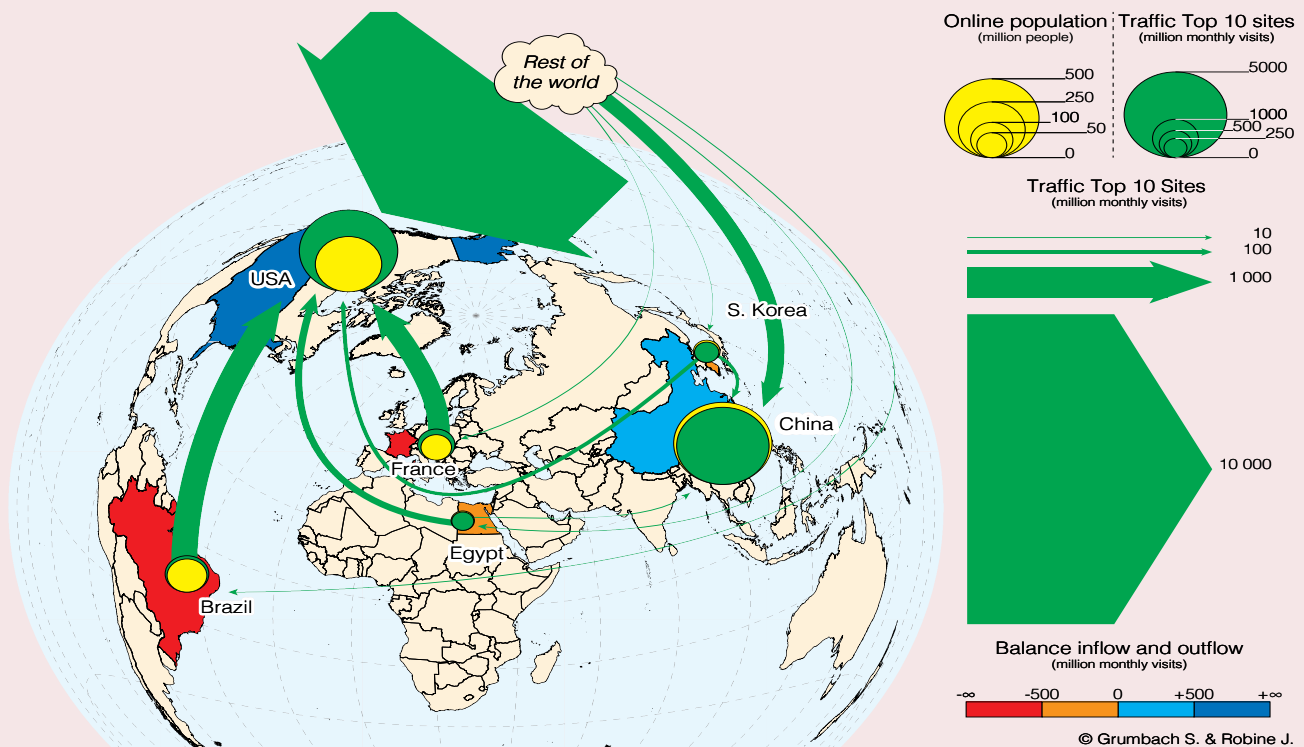 Rest of
the world
USA
S. Korea
China
France
Egypt
Brazil
Online population
(million people)
500
250
100
50
0
Traffic Top 10 sites
(million monthly visits)
5000
1000
500
250
0
Traffic Top 10 Sites
(million monthly visits)
10
100
1 000
10 000
Balance inflow and outflow
(million monthly visits)
-∞ -500 0 +500 +∞
© Grumbach S. & Robine J.